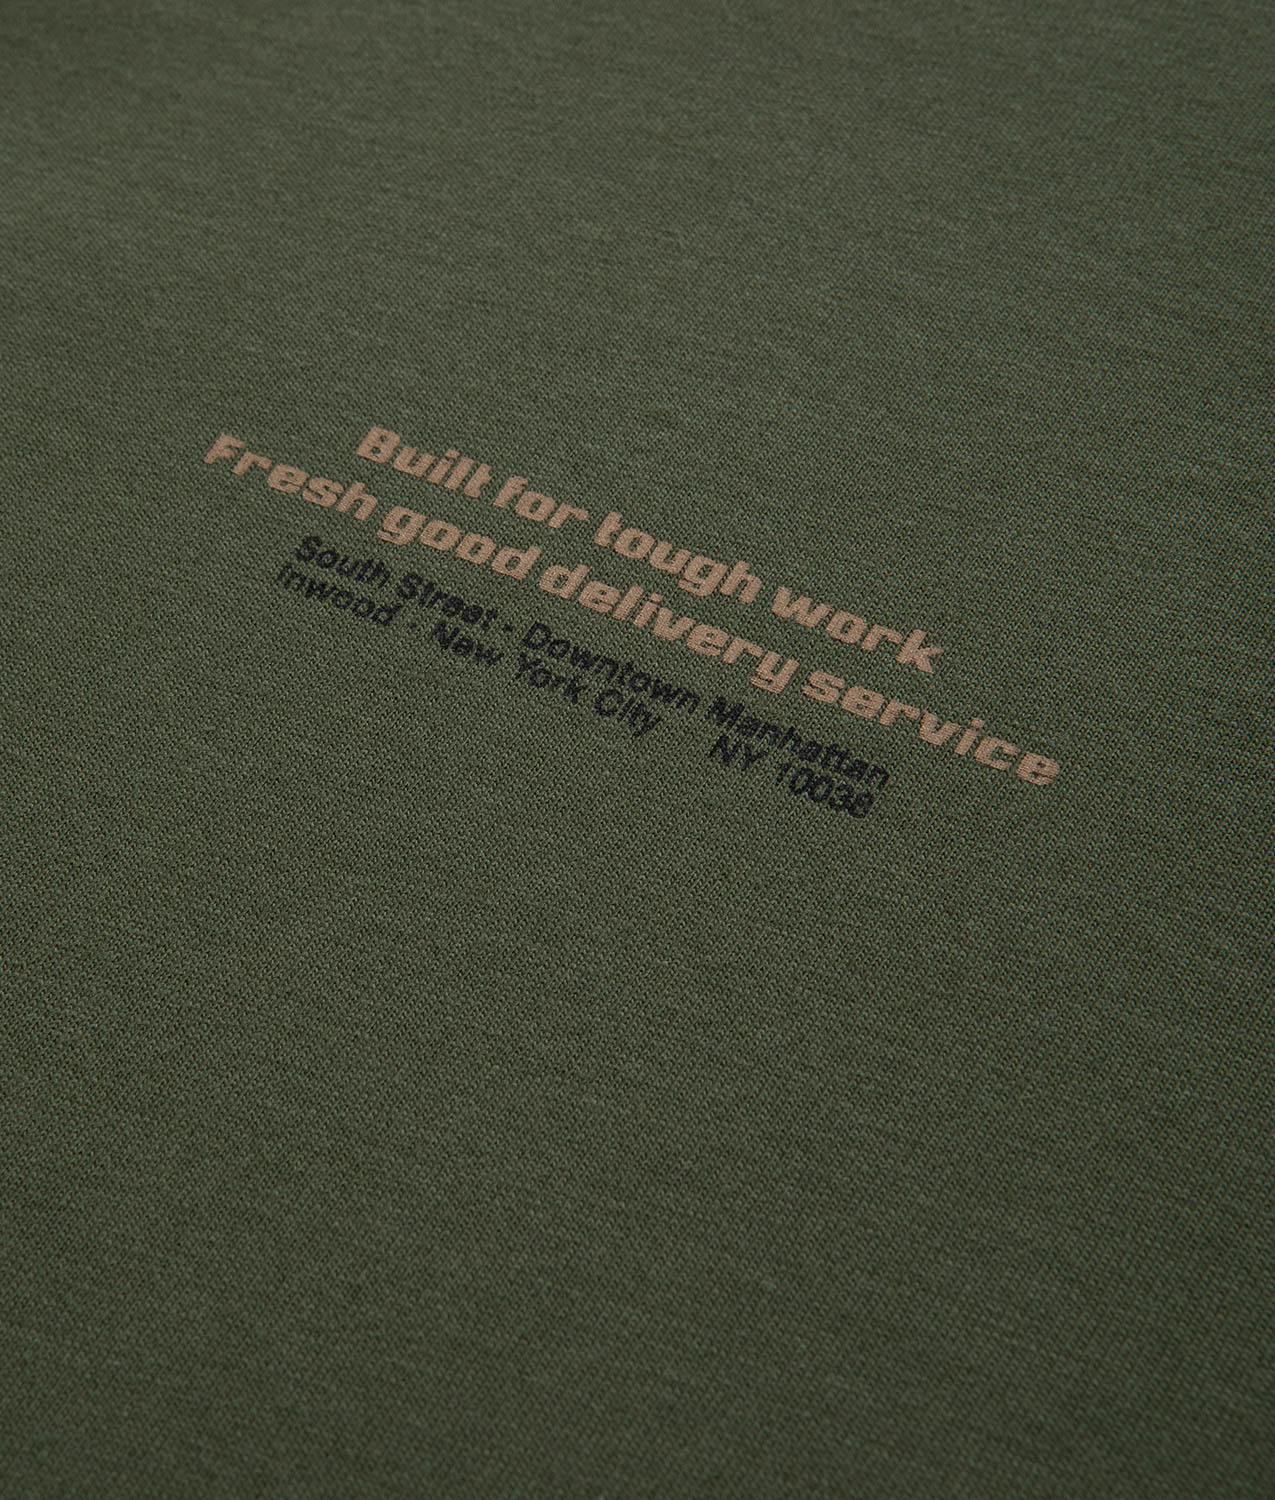 Built for tough work
Fresh good delivery service
South Street - Downtown Manhattan
Inwood - New York City NY 10038